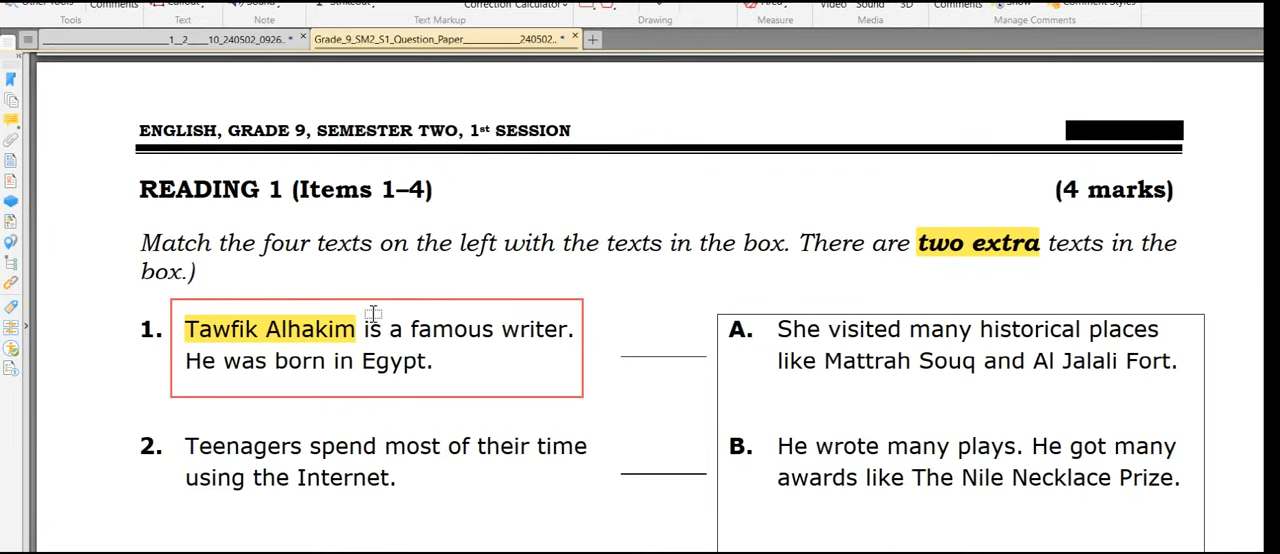 Comments
Correction Calculator
Comments
Tools
Text
Note
Text Markup
Drawing
Measure
Media
Manage Comments
Video Sound 3D
Show
1__2____10_240502_0926.. *
Grade_9_SM2_S1_Question_Paper__________240502.. *
ENGLISH, GRADE 9, SEMESTER TWO, 1st SESSION
READING 1 (Items 1–4)
(4 marks)
Match the four texts on the left with the texts in the box. There are two extra texts in the
box.)
1. Tawfik Alhakim is a famous writer.
He was born in Egypt.
A. She visited many historical places
like Mattrah Souq and Al Jalali Fort.
2. Teenagers spend most of their time
using the Internet.
B. He wrote many plays. He got many
awards like The Nile Necklace Prize.